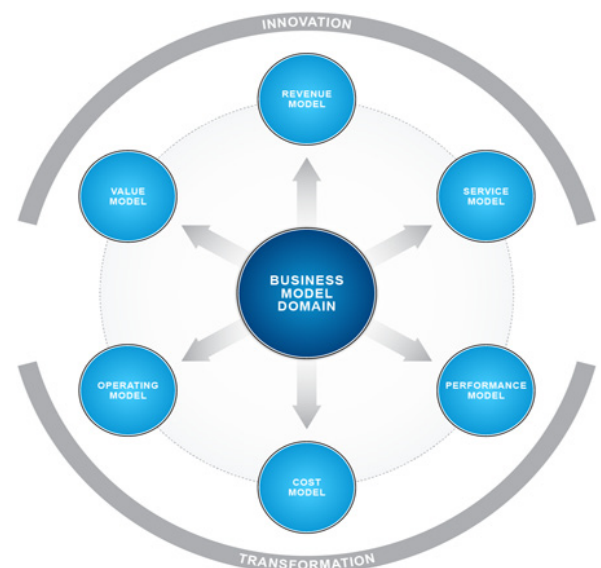 INNOVATION
REVENUE
MODEL
VALUE
MODEL
SERVICE
MODEL
BUSINESS
MODEL
DOMAIN
OPERATING
MODEL
PERFORMANCE
MODEL
COST
MODEL
TRANSFORMATION